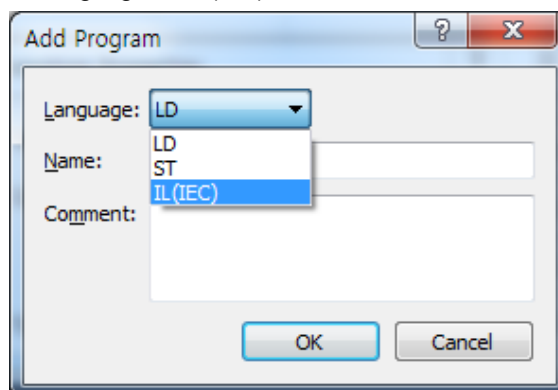 Add Program
Language: LD
LD
Name:
ST
IL(IEC)
Comment:
OK Cancel